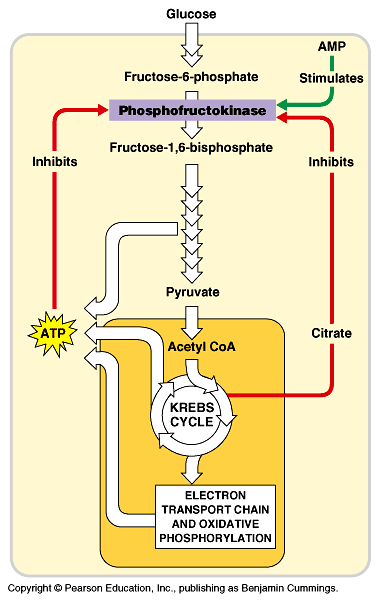 Glucose
AMP
Fructose-6-phosphate
Stimulates
Phosphofructokinase
Fructose-1,6-bisphosphate
Inhibits
Inhibits
Pyruvate
ATP
Citrate
Acetyl CoA
KREBS
CYCLE
ELECTRON
TRANSPORT CHAIN
AND OXIDATIVE
PHOSPHORYLATION
Copyright © Pearson Education, Inc., publishing as Benjamin Cummings.